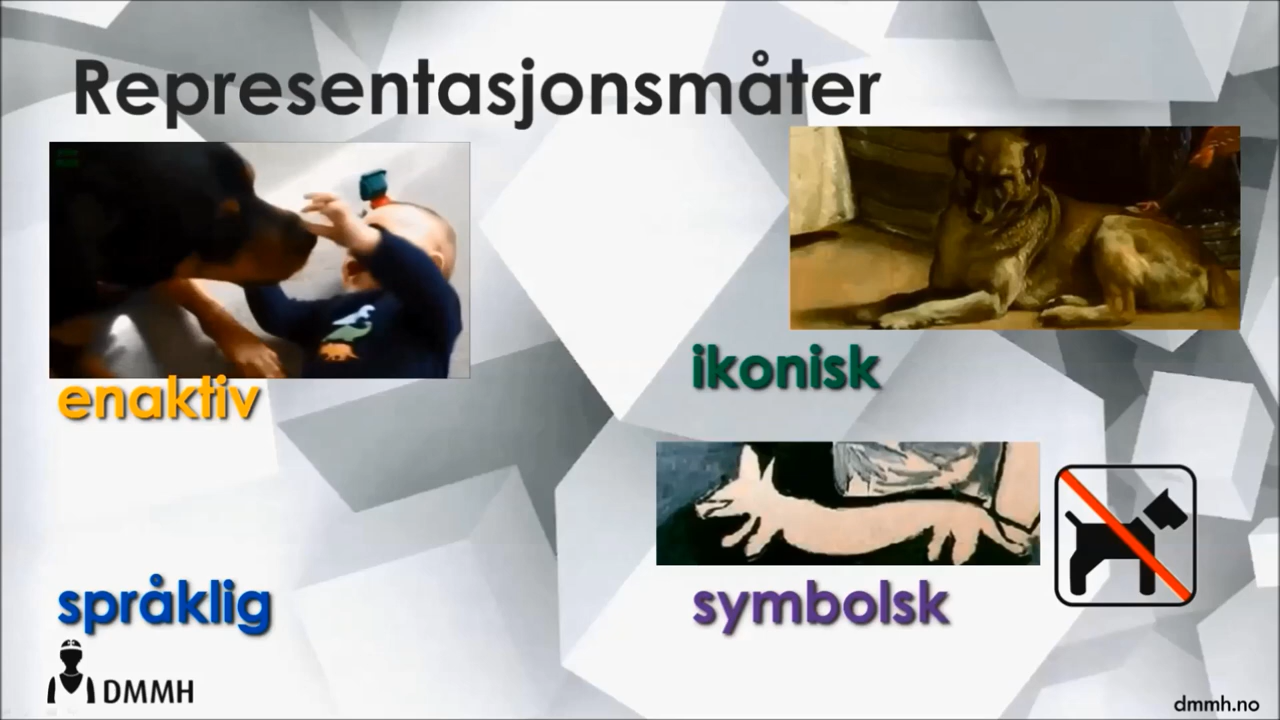 Representasjonsmåter
enaktiv
ikonisk
språklig
symbolsk
DMMH
dmmh.no